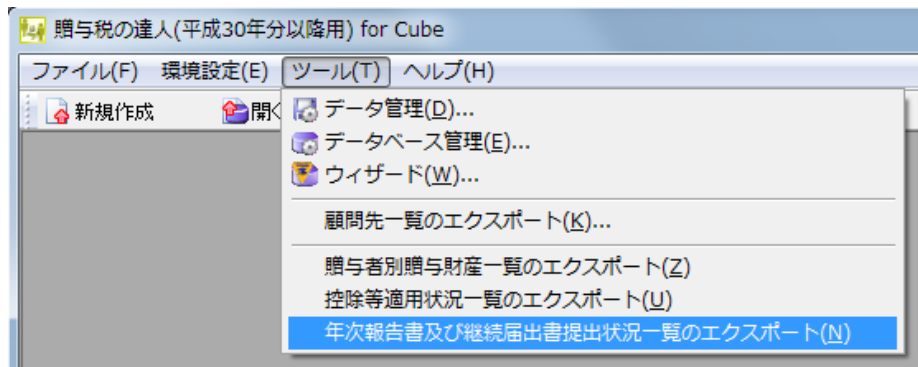 贈与税の達人(平成30年分以降用) for Cube
ファイル(F) 環境設定(E) ツール(T) ヘルプ(H)
新規作成 開く
データ管理(D)...
データベース管理(E)...
ウィザード(W)...
顧問先一覧のエクスポート(K)...
贈与者別贈与財産一覧のエクスポート(Z)
控除等適用状況一覧のエクスポート(U)
年次報告書及び継続届出書提出状況一覧のエクスポート(N)